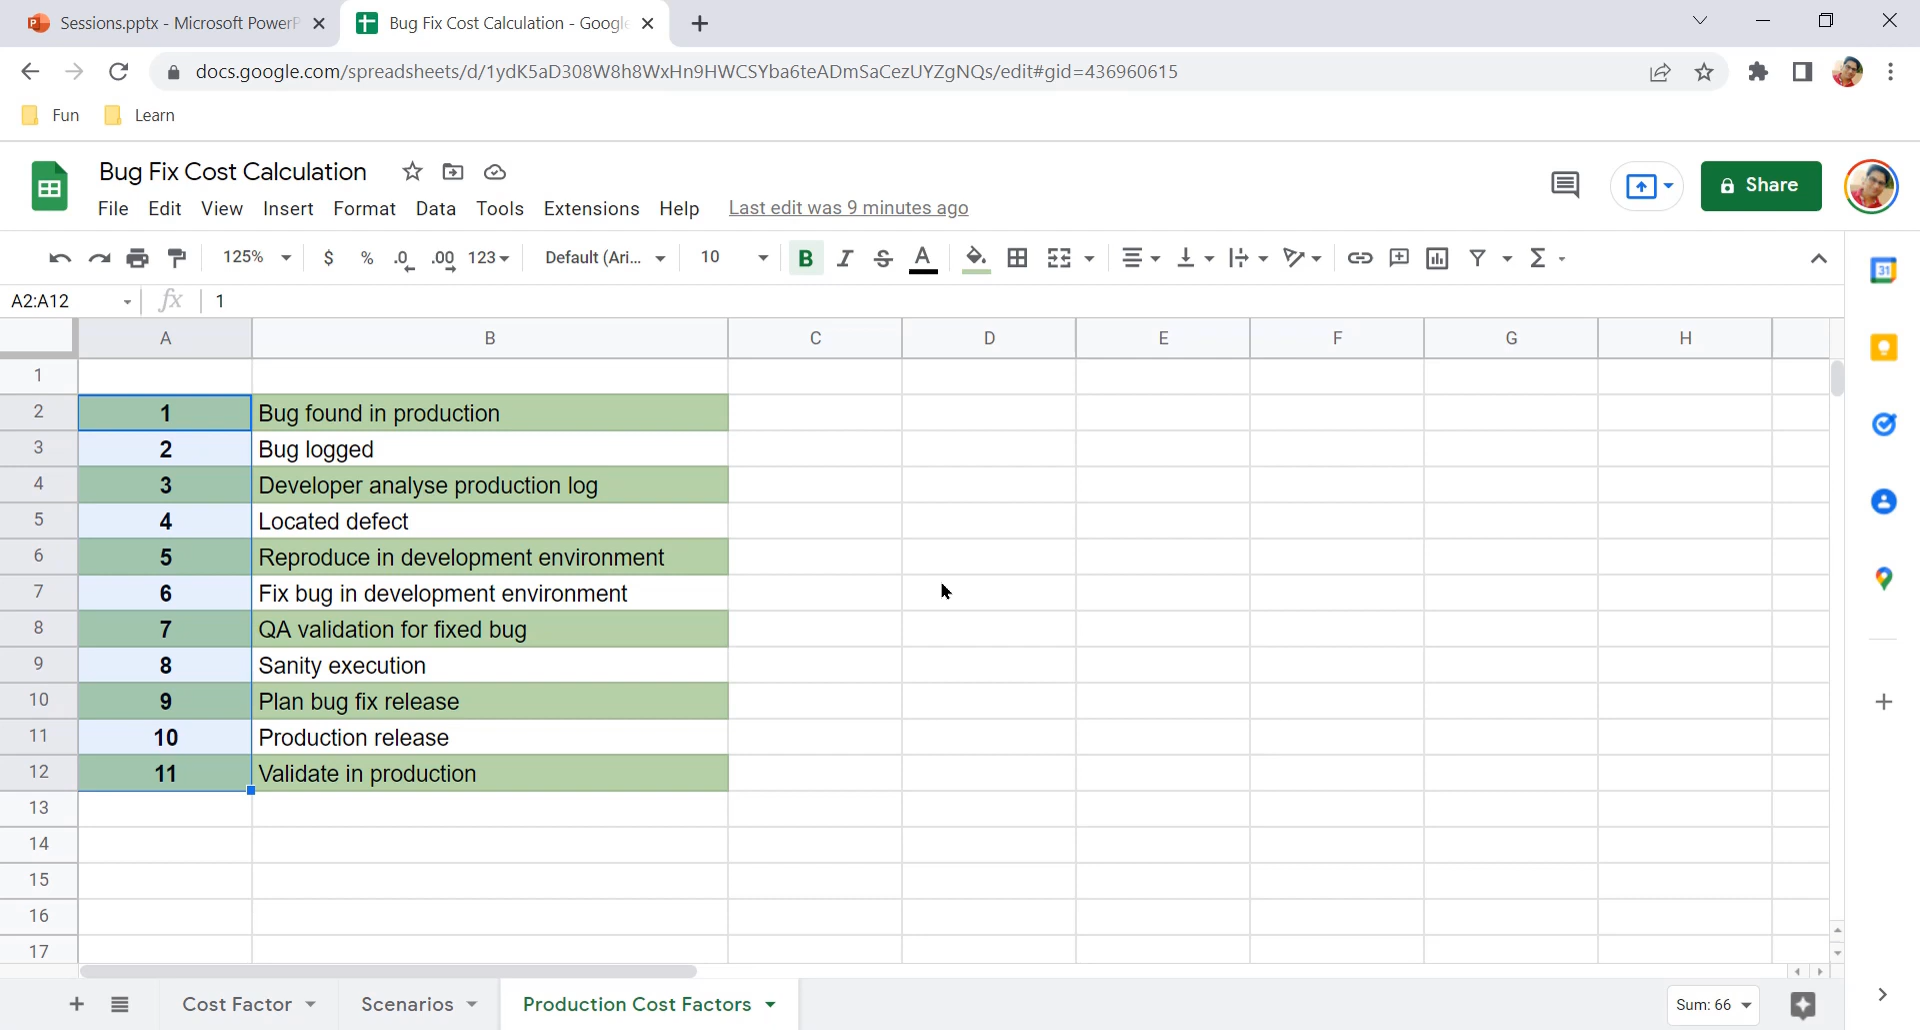 Sessions.pptx - Microsoft PowerP
Bug Fix Cost Calculation - Google
docs.google.com/spreadsheets/d/1ydK5aD308W8h8WxHn9HWCSYba6teADmSaCezUYZgNQs/edit#gid=436960615
Fun Learn
Bug Fix Cost Calculation
Share
File Edit View Insert Format Data Tools Extensions Help Last edit was 9 minutes ago
125% $ % .0 .00 123 Default (Ari... 10 B I S A Σ
31
A2:A12 fx 1
A B C D E F G H
1
2 1 Bug found in production
3 2 Bug logged
4 3 Developer analyse production log
5 4 Located defect
6 5 Reproduce in development environment
7 6 Fix bug in development environment
8 7 QA validation for fixed bug
9 8 Sanity execution
10 9 Plan bug fix release
11 10 Production release
12 11 Validate in production
13
14
15
16
17
Cost Factor Scenarios Production Cost Factors Sum: 66